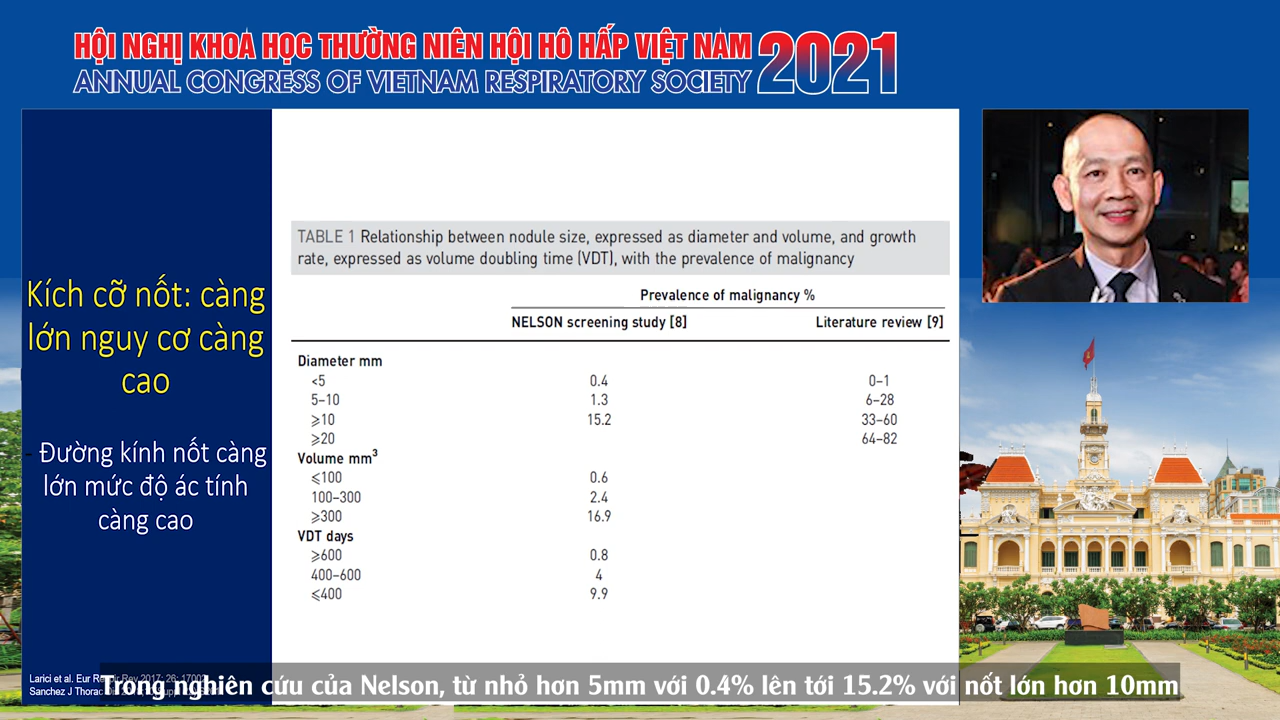 HỘI NGHỊ KHOA HỌC THƯỜNG NIÊN HỘI HÔ HẤP VIỆT NAM
ANNUAL CONGRESS OF VIETNAM RESPIRATORY SOCIETY
2021
Kích cỡ nốt: càng
lớn nguy cơ càng
cao
- Đường kính nốt càng
lớn mức độ ác tính
càng cao
TABLE 1 Relationship between nodule size, expressed as diameter and volume, and growth
rate, expressed as volume doubling time (VDT), with the prevalence of malignancy
Prevalence of malignancy %
NELSON screening study [8] Literature review [9]
Diameter mm
<5 0.4 0–1
5–10 1.3 6–28
⩾10 15.2 33–60
⩾20 64–82
Volume mm³
⩽100 0.6
100–300 2.4
⩾300 16.9
VDT days
⩾600 0.8
400–600 4
⩽400 9.9
Larici et al. Eur Respir Rev 2017; 26:
Sanchez J Thorac
Trong nghiên cứu của Nelson, từ nhỏ hơn 5mm với 0.4% lên tới 15.2% với nốt lớn hơn 10mm